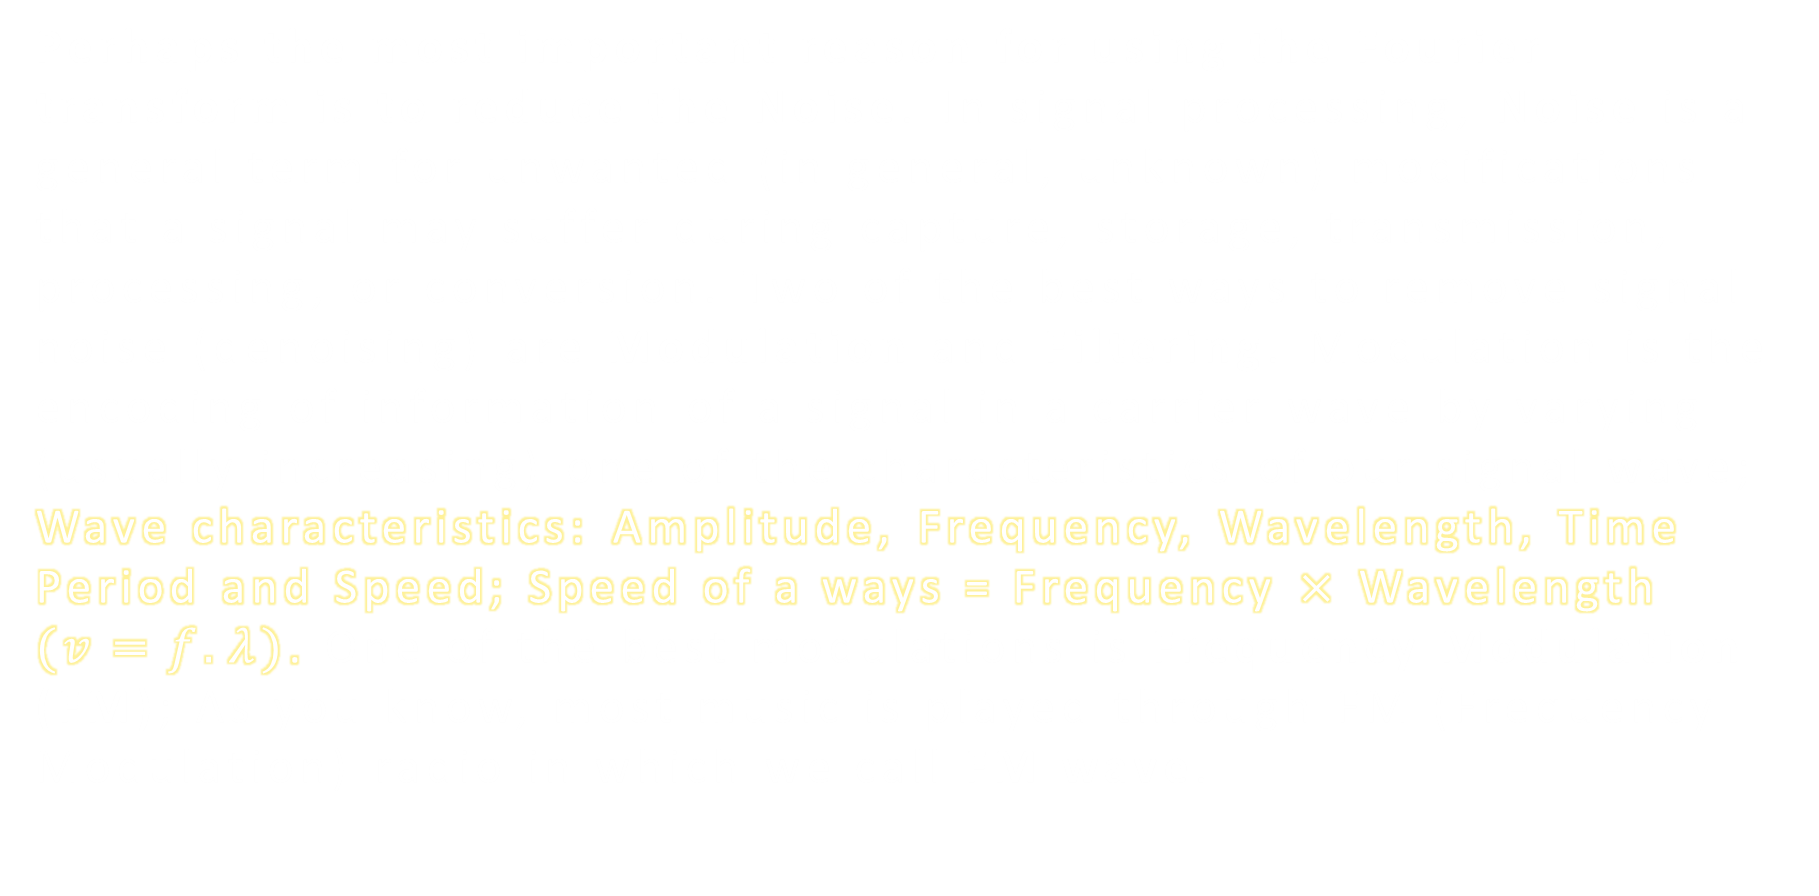 Wave characteristics: Amplitude, Frequency, Wavelength, Time
Period and Speed; Speed of a ways = Frequency × Wavelength
(v = f . λ).